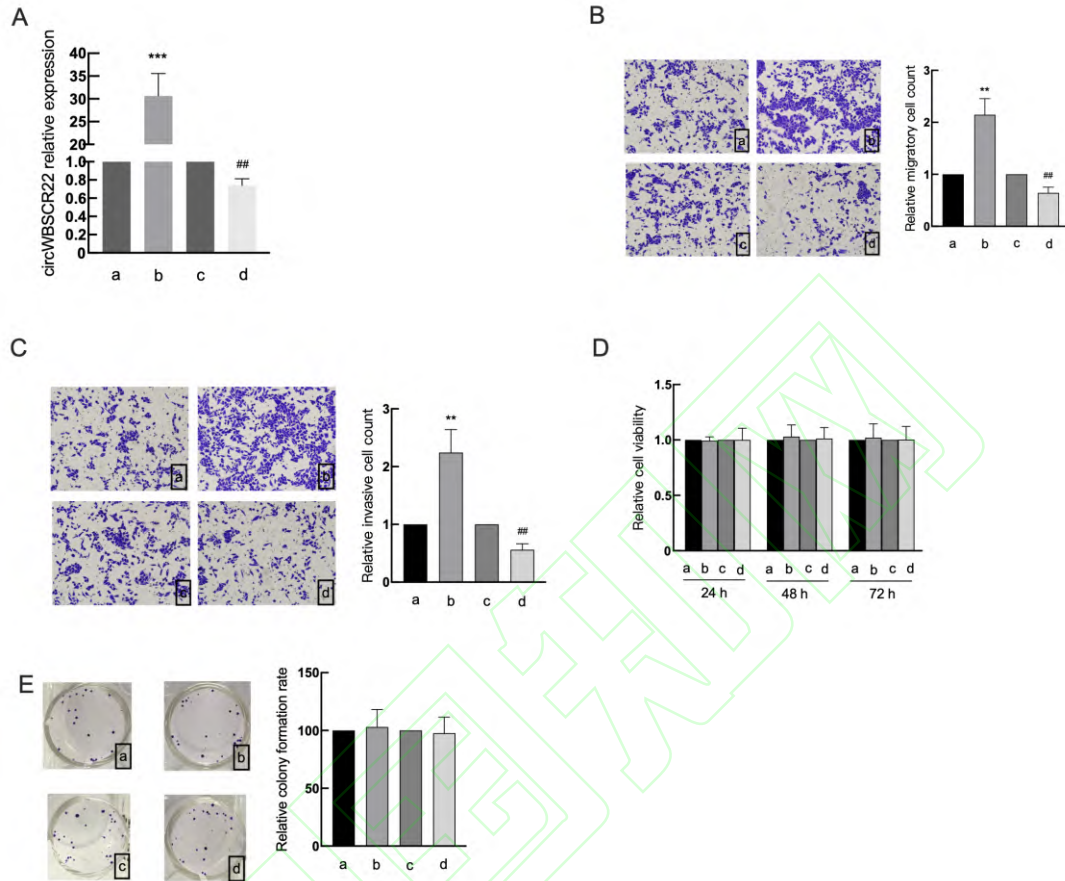 A
circWBSCR22 relative expression
40
35
30
25
20
1.0
0.8
0.6
0.4
0.2
0
***
##
a b c d
B
a
b
c
d
Relative migratory cell count
3
2
1
0
**
##
a b c d
C
a
b
c
d
Relative invasive cell count
3
2
1
0
**
##
a b c d
D
Relative cell viability
1.5
1.0
0.5
0
a b c d a b c d a b c d
24 h 48 h 72 h
E
a
b
c
d
Relative colony formation rate
150
100
50
0
a b c d